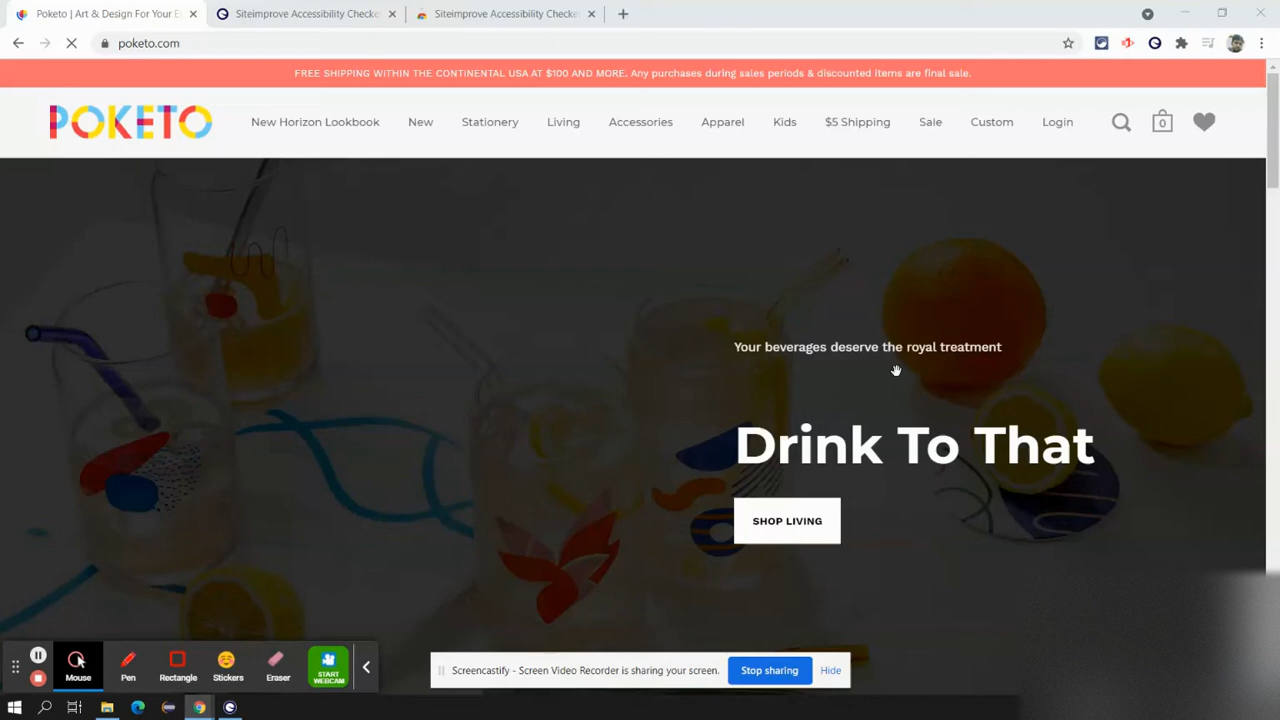 Poketo | Art & Design For Your E
Siteimprove Accessibility Checke
Siteimprove Accessibility Checke
poketo.com
FREE SHIPPING WITHIN THE CONTINENTAL USA AT $100 AND MORE. Any purchases during sales periods & discounted items are final sale.
POKETO
New Horizon Lookbook
New
Stationery
Living
Accessories
Apparel
Kids
$5 Shipping
Sale
Custom
Login
0
Your beverages deserve the royal treatment
Drink To That
SHOP LIVING
Mouse
Pen
Rectangle
Stickers
Eraser
START
WEBCAM
Screencastify - Screen Video Recorder is sharing your screen.
Stop sharing
Hide